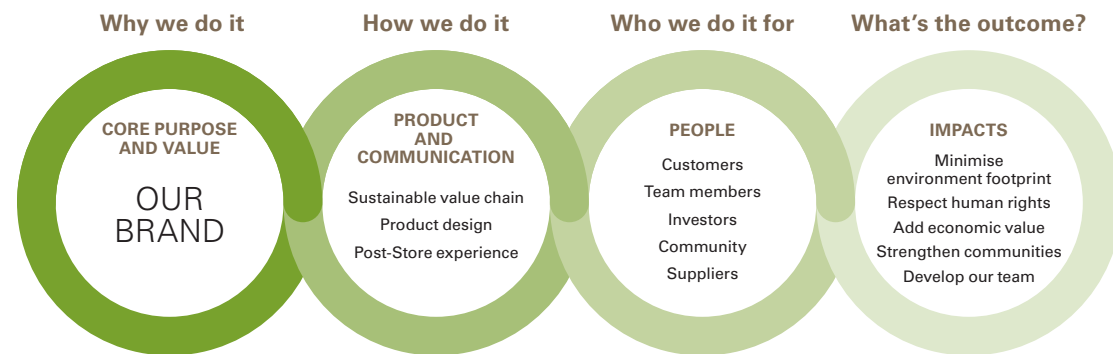 Why we do it
How we do it
Who we do it for
What's the outcome?
CORE PURPOSE
AND VALUE
OUR
BRAND
PRODUCT
AND
COMMUNICATION
Sustainable value chain
Product design
Post-Store experience
PEOPLE
Customers
Team members
Investors
Community
Suppliers
IMPACTS
Minimise
environment footprint
Respect human rights
Add economic value
Strengthen communities
Develop our team